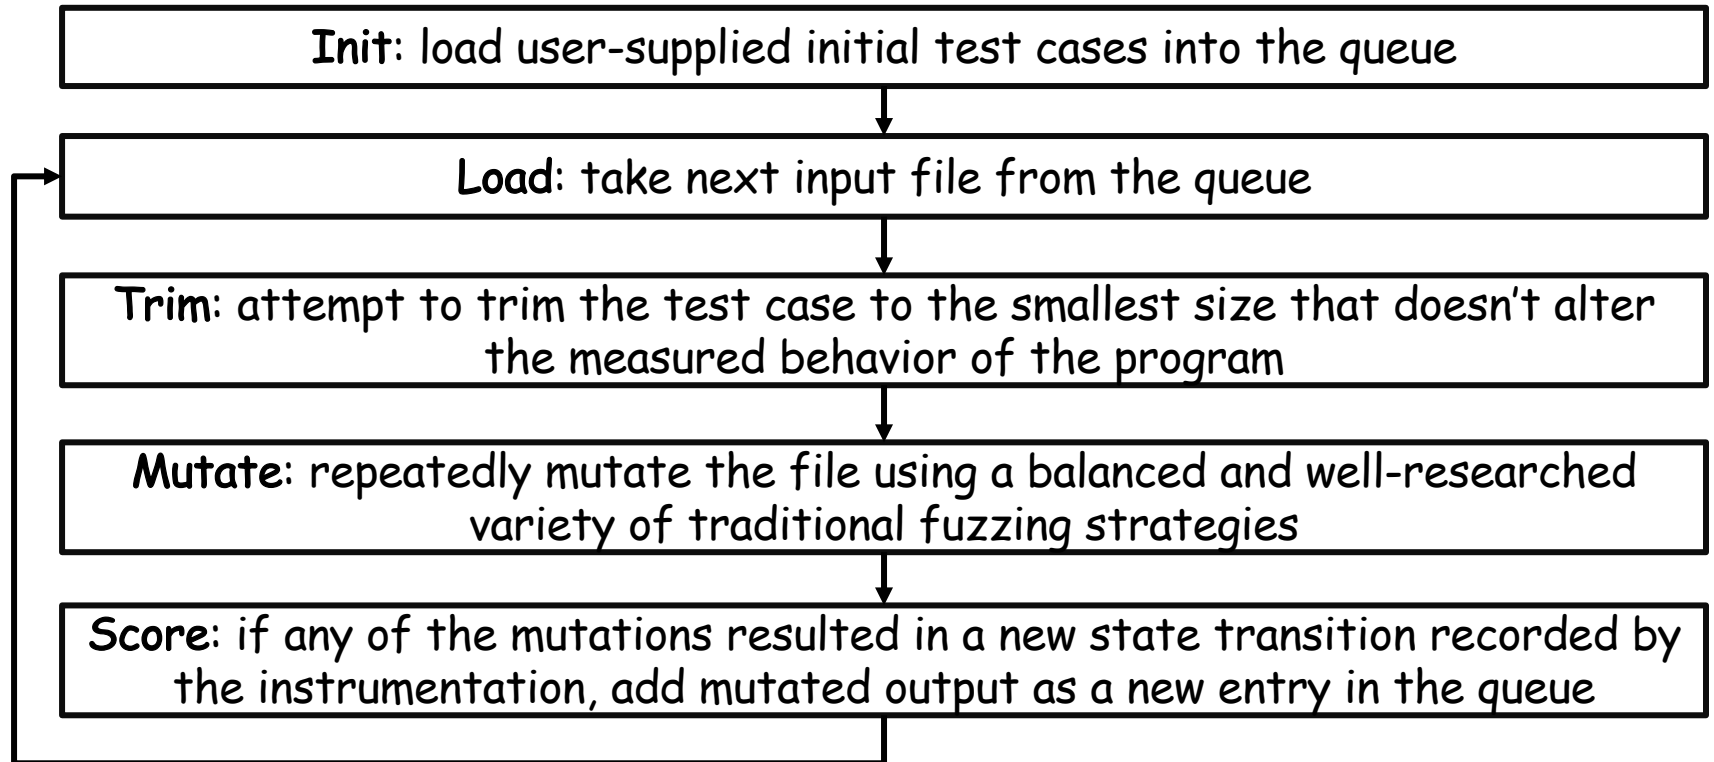 Init: load user-supplied initial test cases into the queue
Load: take next input file from the queue
Trim: attempt to trim the test case to the smallest size that doesn't alter
the measured behavior of the program
Mutate: repeatedly mutate the file using a balanced and well-researched
variety of traditional fuzzing strategies
Score: if any of the mutations resulted in a new state transition recorded by
the instrumentation, add mutated output as a new entry in the queue